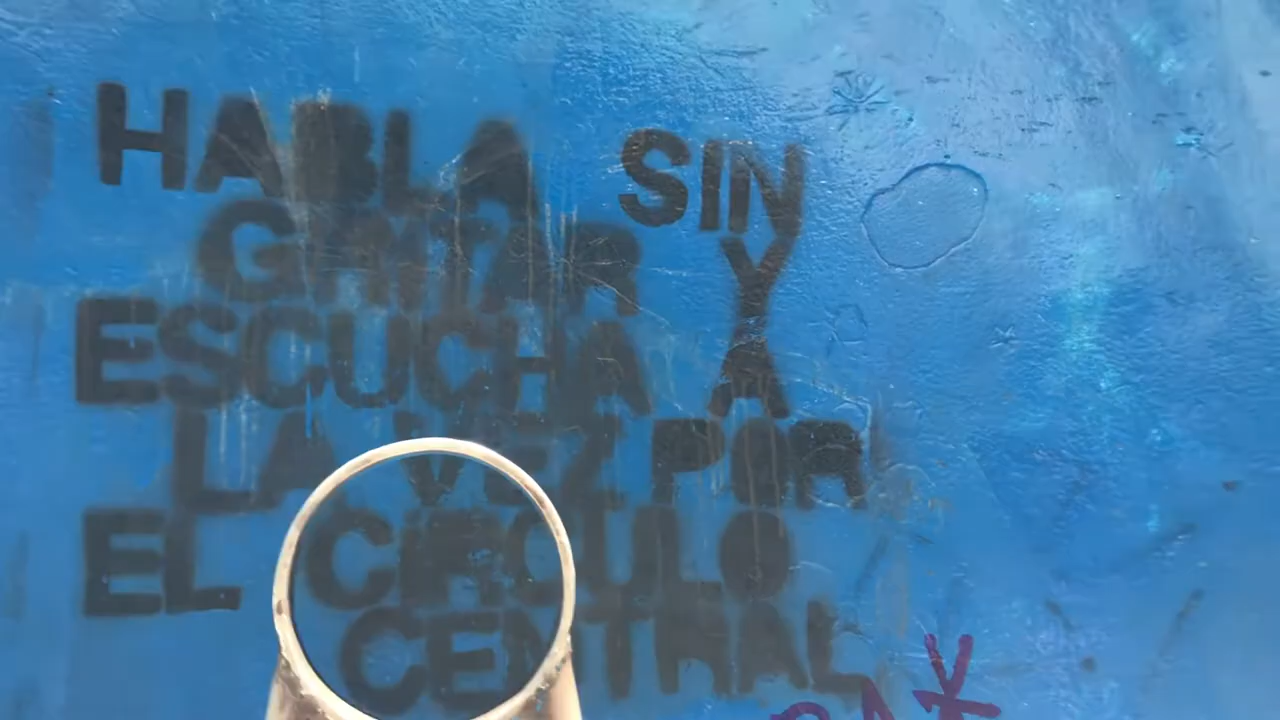 HABLA SIN
GRITAR Y
ESCUCHA A
LA VEZ POR
EL CIRCULO
CENTRAL